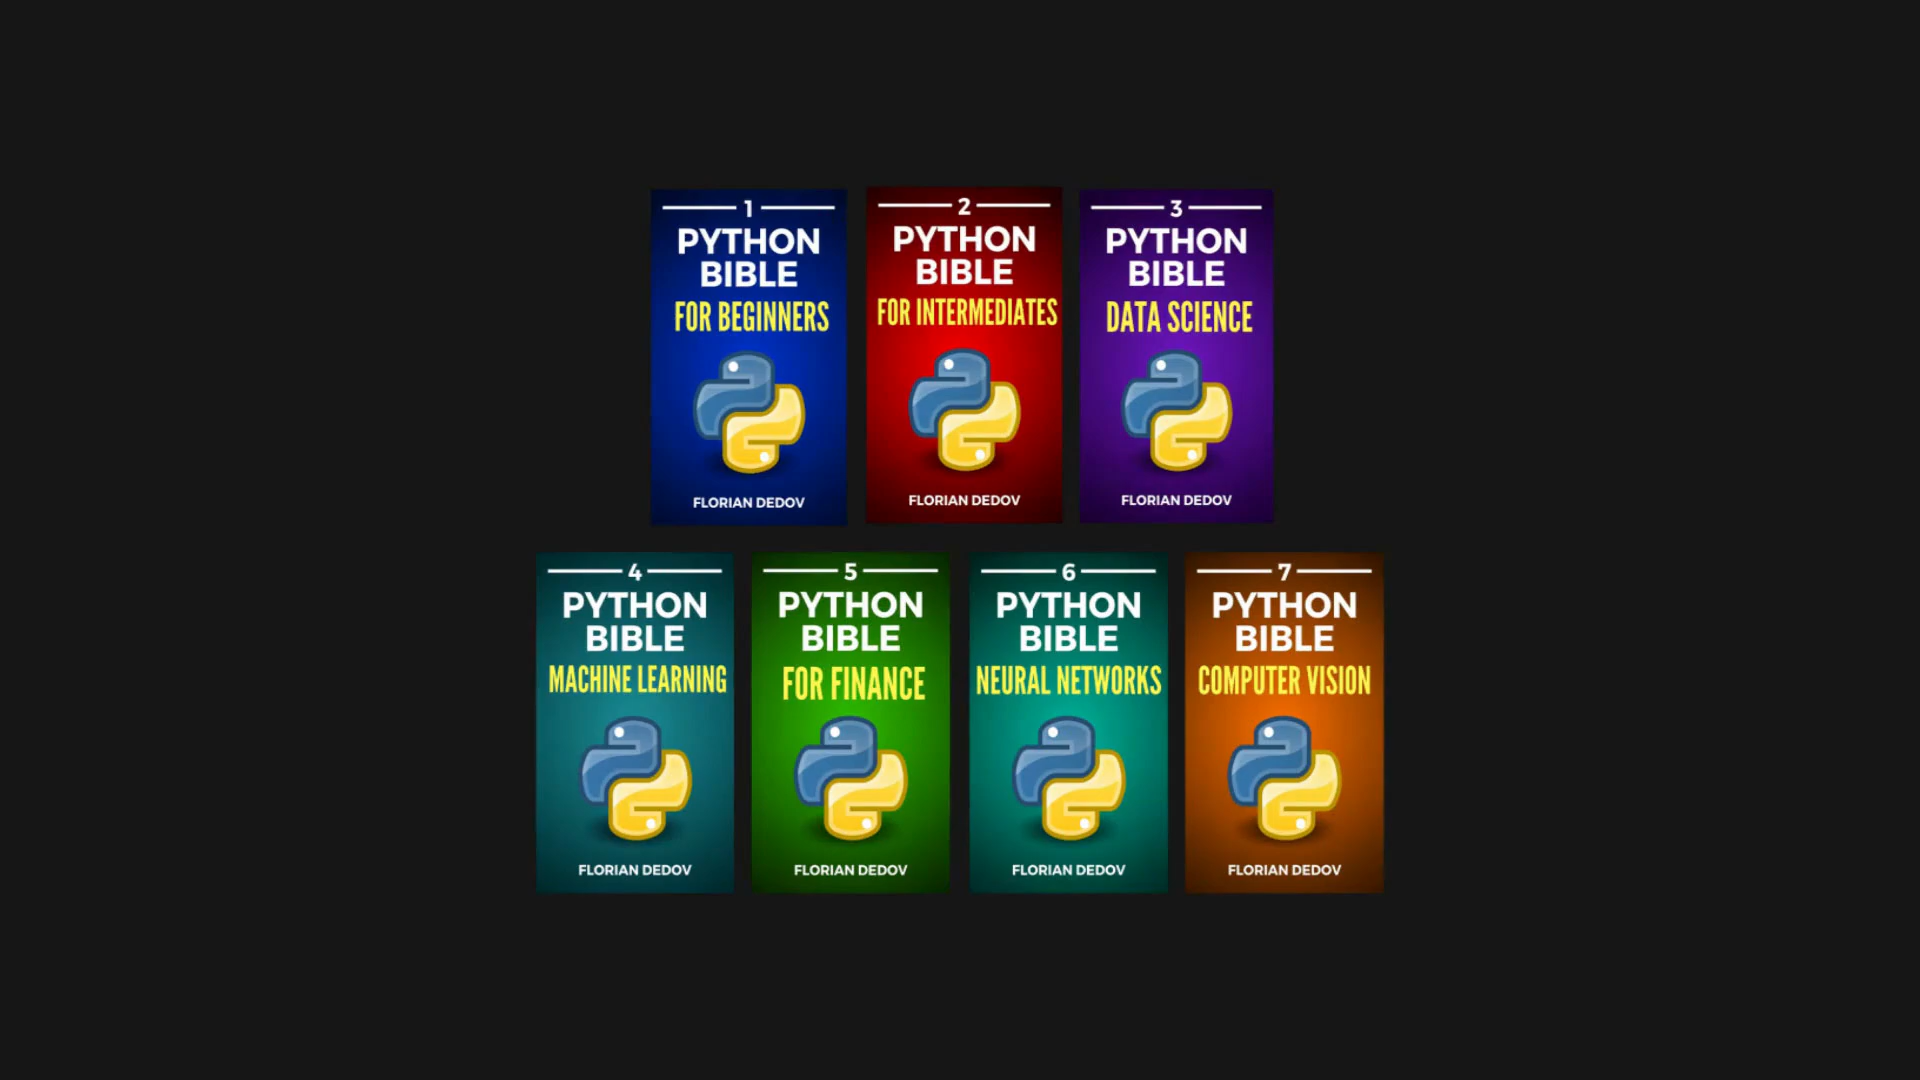 1
PYTHON
BIBLE
FOR BEGINNERS
FLORIAN DEDOV
2
PYTHON
BIBLE
FOR INTERMEDIATES
FLORIAN DEDOV
3
PYTHON
BIBLE
DATA SCIENCE
FLORIAN DEDOV
4
PYTHON
BIBLE
MACHINE LEARNING
FLORIAN DEDOV
5
PYTHON
BIBLE
FOR FINANCE
FLORIAN DEDOV
6
PYTHON
BIBLE
NEURAL NETWORKS
FLORIAN DEDOV
7
PYTHON
BIBLE
COMPUTER VISION
FLORIAN DEDOV